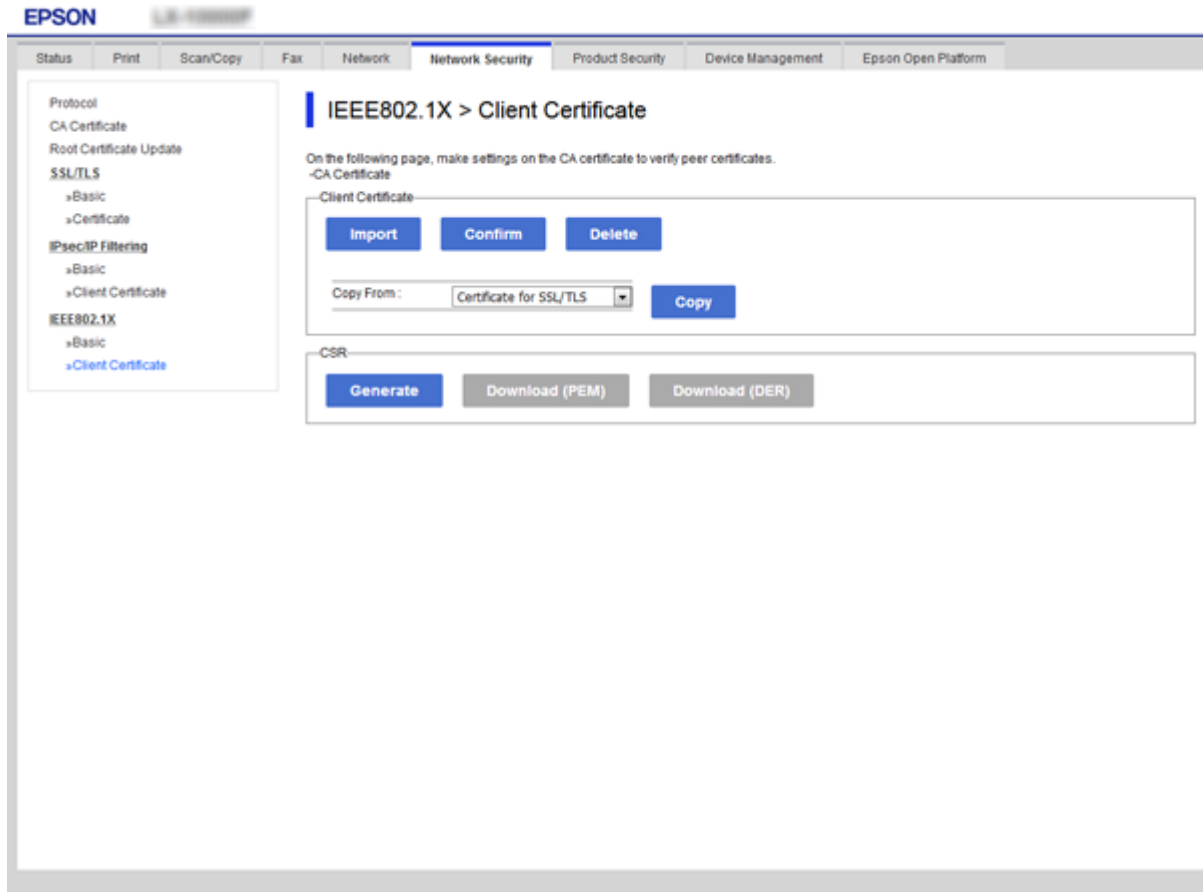 EPSON
Status Print Scan/Copy Fax Network Network Security Product Security Device Management Epson Open Platform
Protocol
CA Certificate
Root Certificate Update
SSL/TLS
»Basic
»Certificate
IPsec/IP Filtering
»Basic
»Client Certificate
IEEE802.1X
»Basic
»Client Certificate
IEEE802.1X > Client Certificate
On the following page, make settings on the CA certificate to verify peer certificates.
-CA Certificate
Client Certificate
Import Confirm Delete
Copy From : Certificate for SSL/TLS Copy
CSR
Generate Download (PEM) Download (DER)